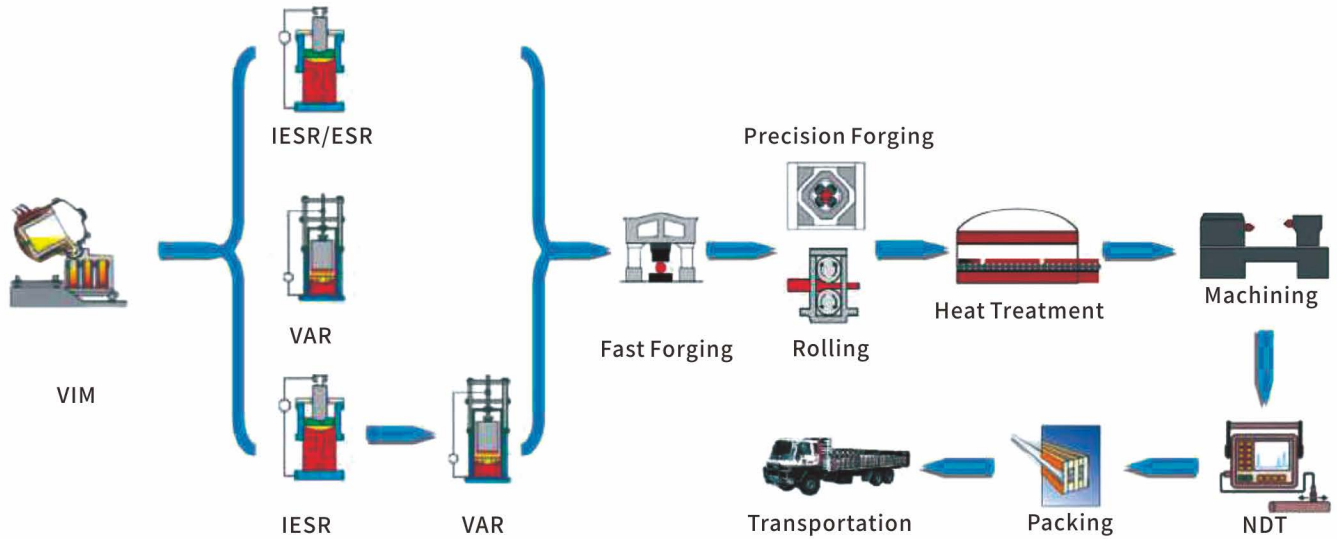 VIM
IESR/ESR
VAR
IESR
VAR
Fast Forging
Precision Forging
Rolling
Heat Treatment
Machining
NDT
Packing
Transportation